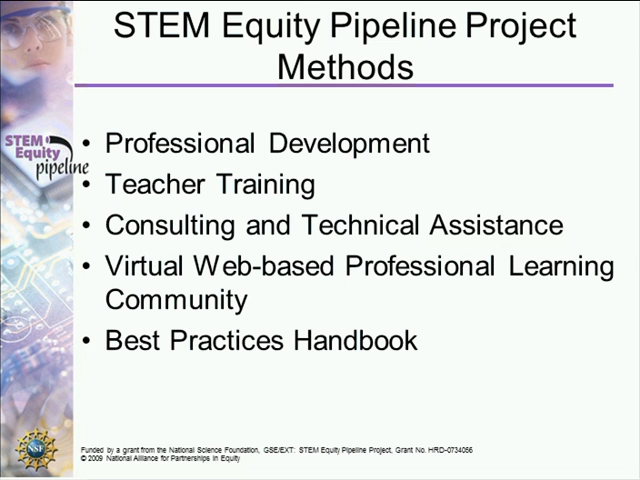 STEM Equity Pipeline Project
Methods
STEM
Equity
pipeline
• Professional Development
• Teacher Training
• Consulting and Technical Assistance
• Virtual Web-based Professional Learning
Community
• Best Practices Handbook
NSF
Funded by a grant from the National Science Foundation, GSE/EXT: STEM Equity Pipeline Project, Grant No. HRD-0734056
© 2009 National Alliance for Partnerships in Equity